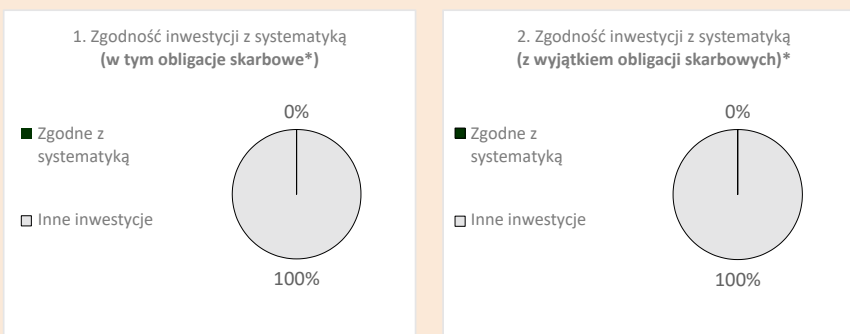 1. Zgodność inwestycji z systematyką
(w tym obligacje skarbowe*)
0%
Zgodne z
systematyką
Inne inwestycje
100%
2. Zgodność inwestycji z systematyką
(z wyjątkiem obligacji skarbowych)*
0%
Zgodne z
systematyką
Inne inwestycje
100%